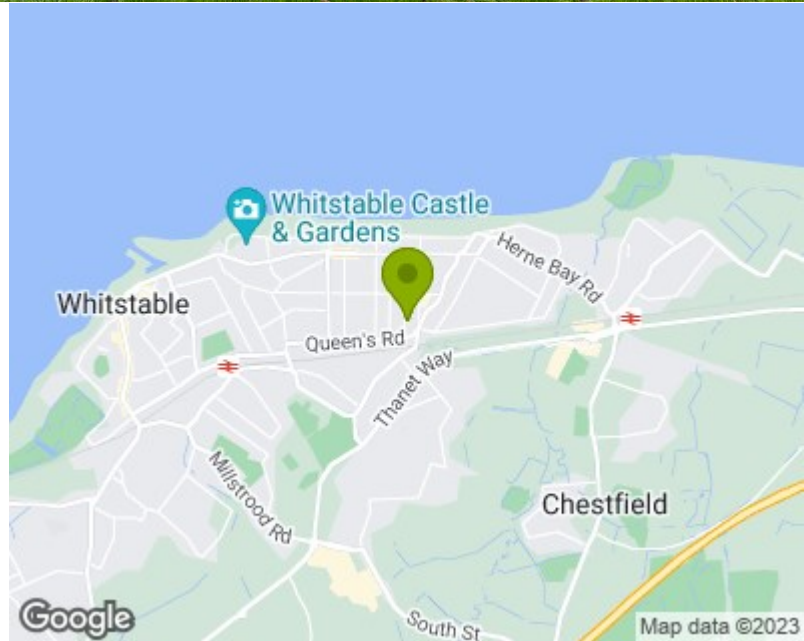 Whitstable Castle
& Gardens
Herne Bay Rd
Whitstable
Queen's Rd
Thanet Way
Millstrood Rd
Chestfield
South St
Google
Map data ©2023